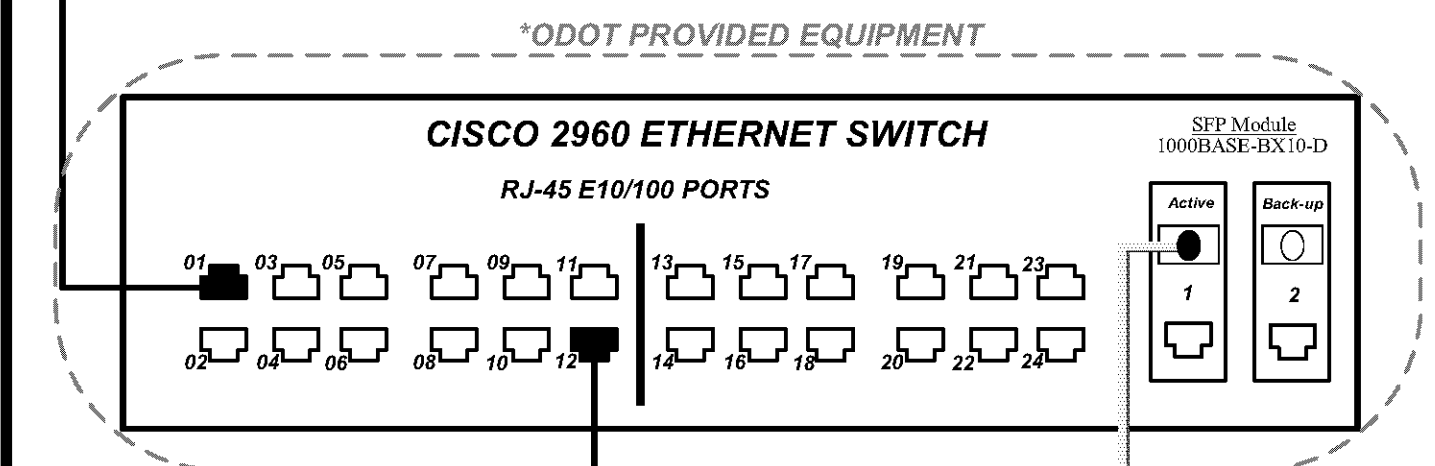 *ODOT PROVIDED EQUIPMENT
CISCO 2960 ETHERNET SWITCH
SFP Module
1000BASE-BX10-D
RJ-45 E10/100 PORTS
Active
Back-up
01 03 05 07 09 11 13 15 17 19 21 23
1
2
02 04 06 08 10 12 14 16 18 20 22 24